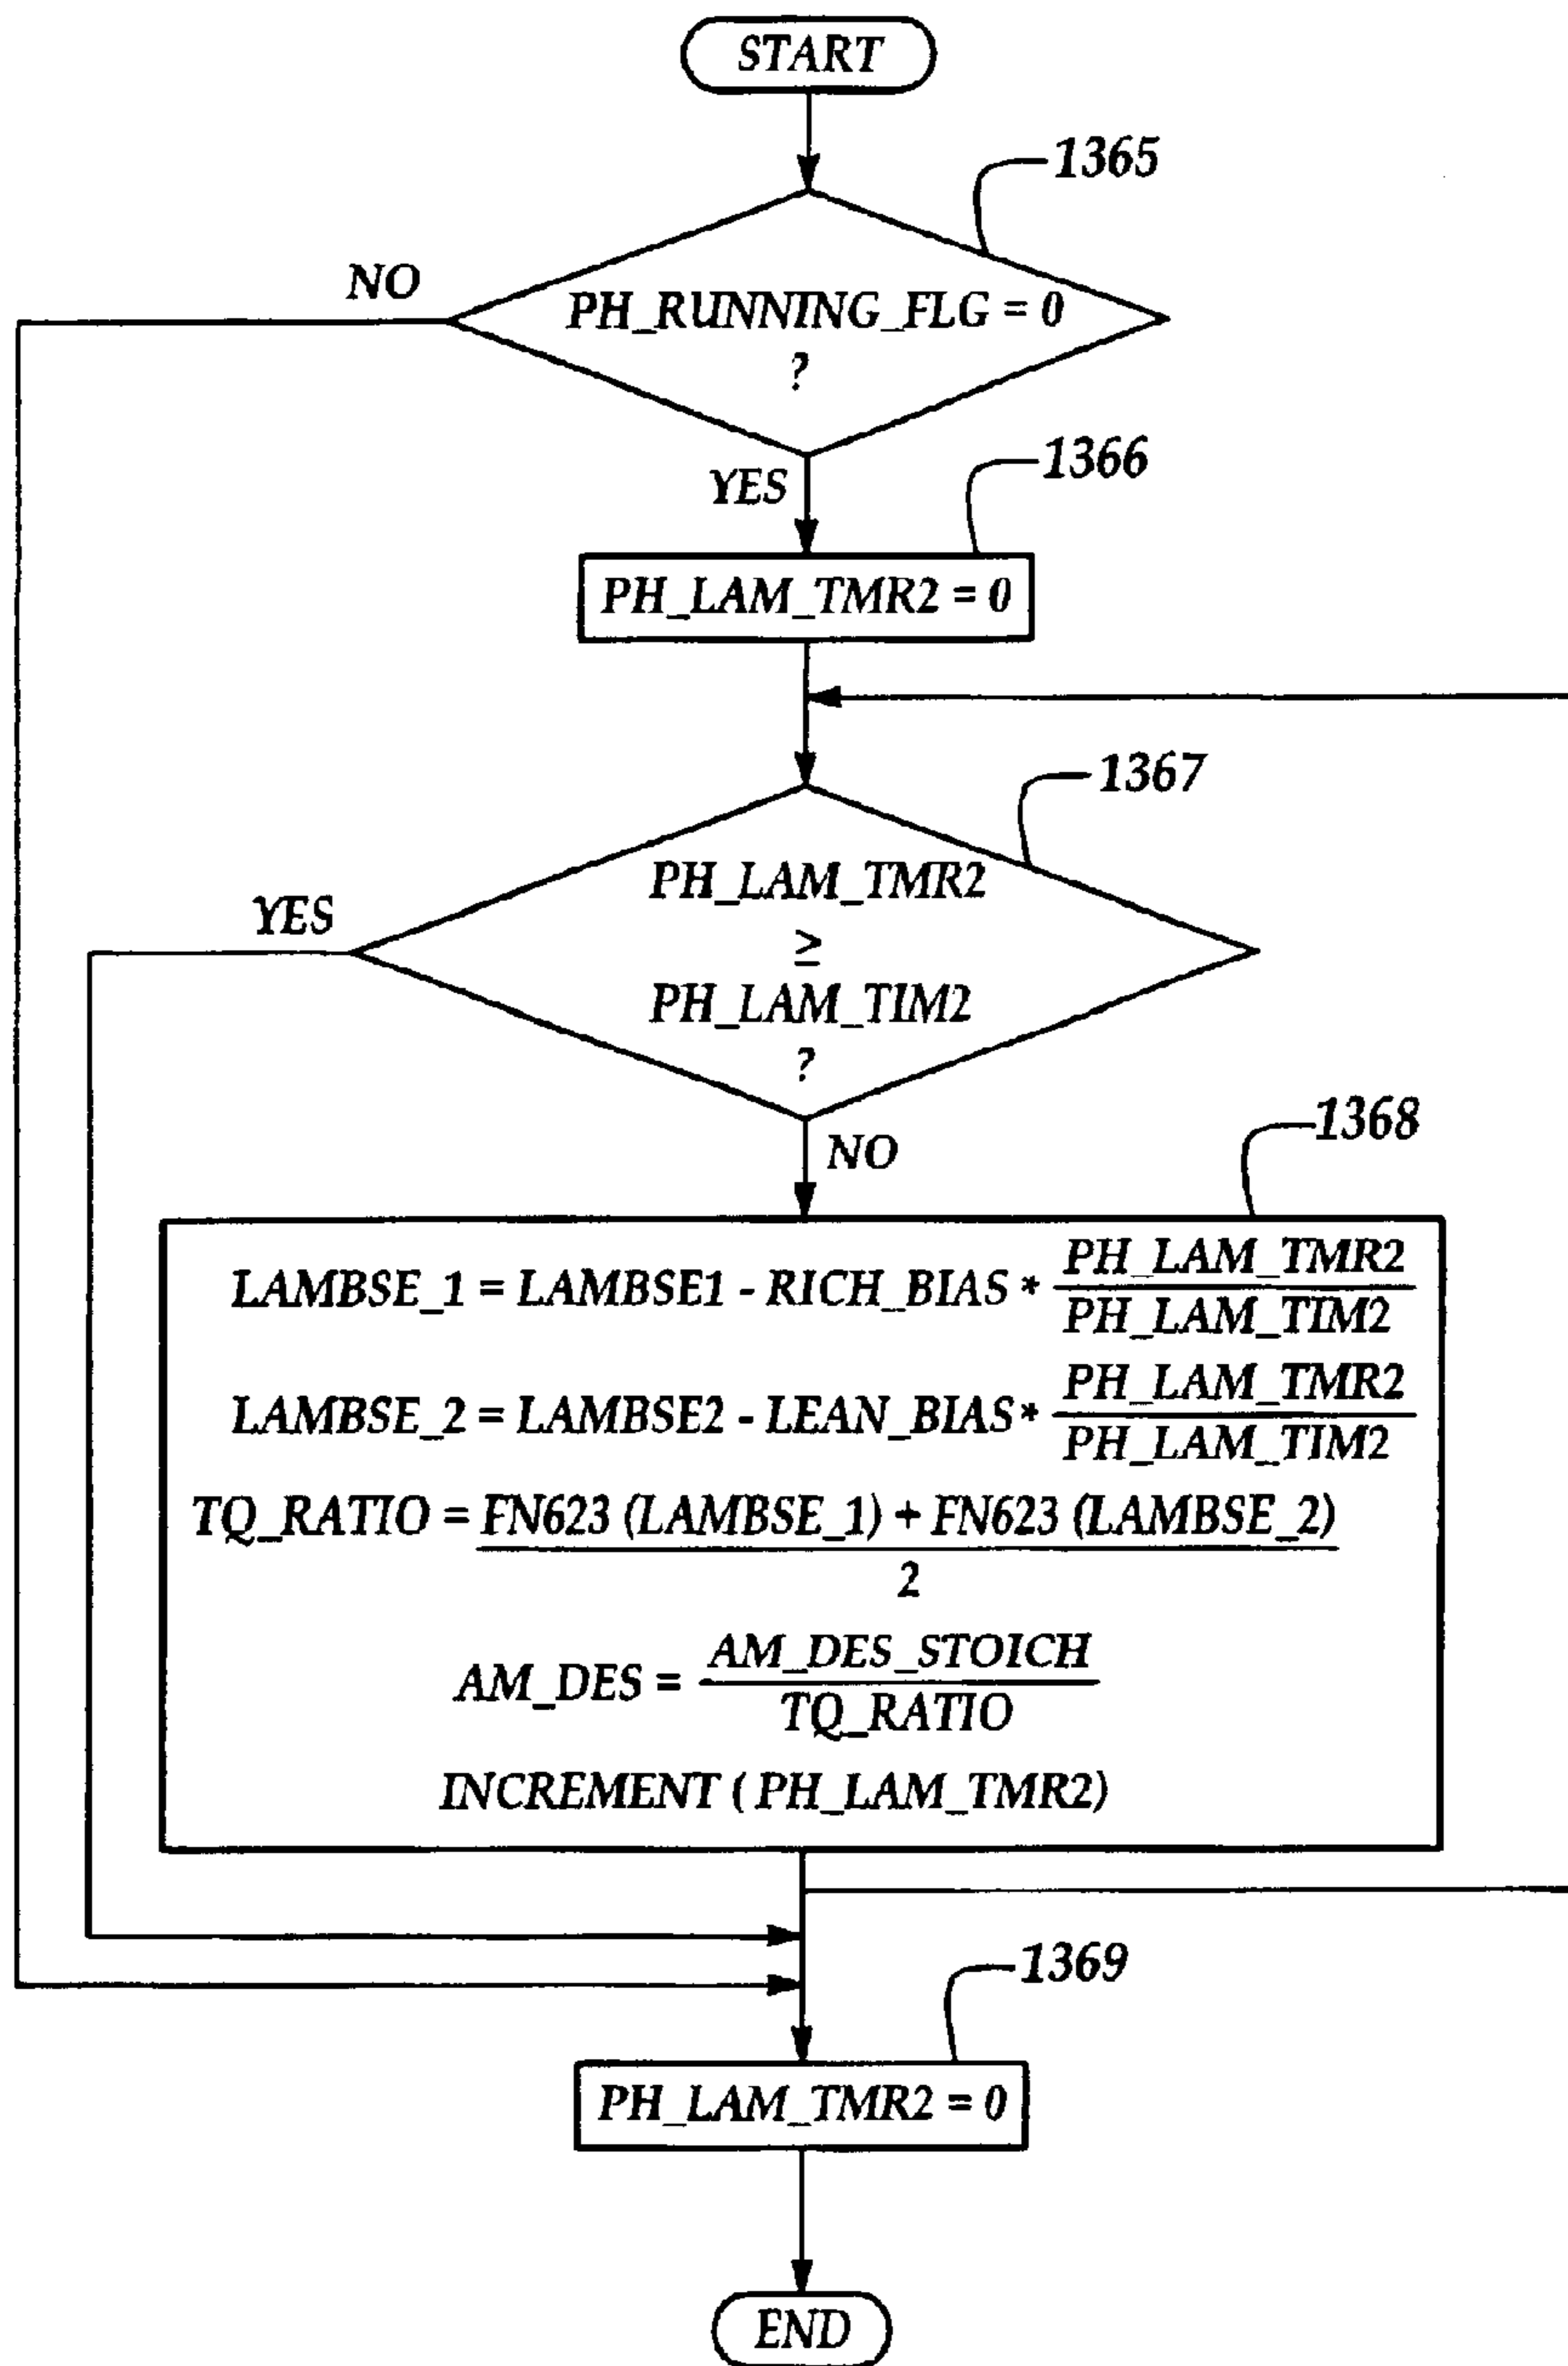 START
1365
NO
PH_RUNNING_FLG = 0
?
YES
1366
PH_LAM_TMR2 = 0
1367
YES
PH_LAM_TMR2
≥
PH_LAM_TIM2
?
NO
1368
LAMBSE_1 = LAMBSE1 - RICH_BIAS * PH_LAM_TMR2
PH_LAM_TIM2
LAMBSE_2 = LAMBSE2 - LEAN_BIAS * PH_LAM_TMR2
PH_LAM_TIM2
TQ_RATIO = FN623 (LAMBSE_1) + FN623 (LAMBSE_2)
2
AM_DES = AM_DES_STOICH
TQ_RATIO
INCREMENT ( PH_LAM_TMR2)
1369
PH_LAM_TMR2 = 0
END